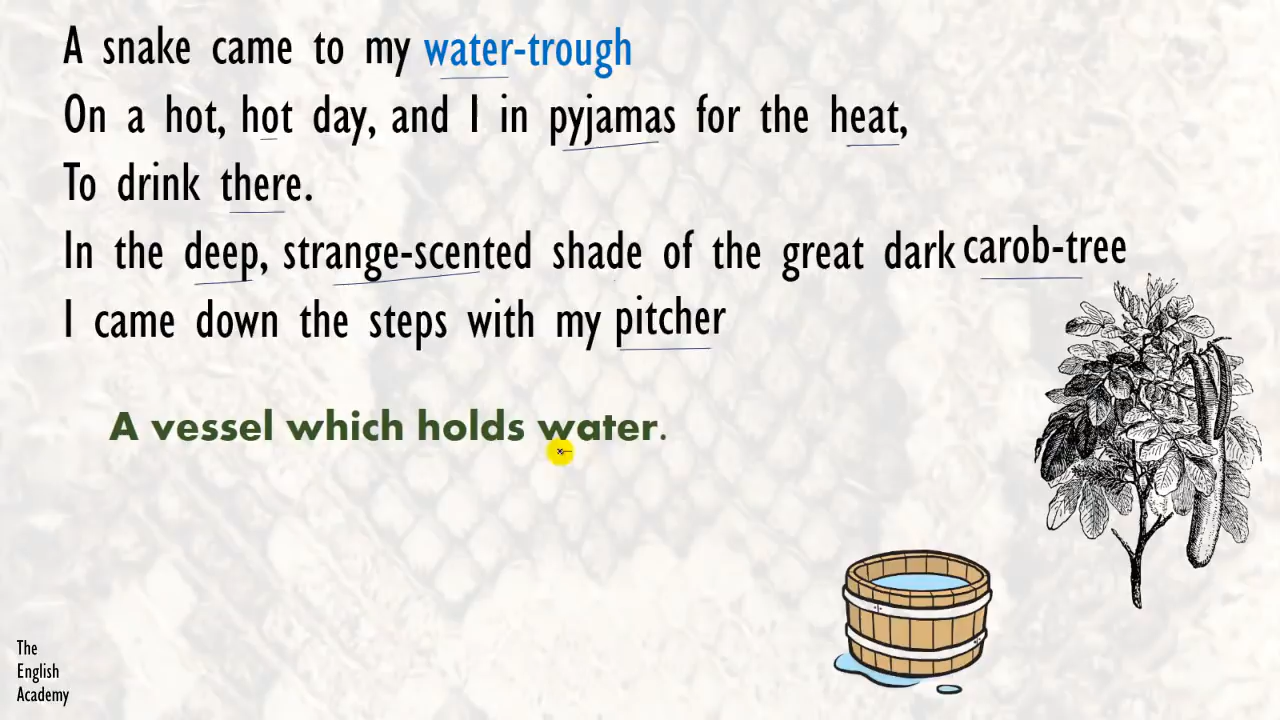 A snake came to my water-trough
On a hot, hot day, and I in pyjamas for the heat,
To drink there.
In the deep, strange-scented shade of the great dark carob-tree
I came down the steps with my pitcher
A vessel which holds water.
The
English
Academy